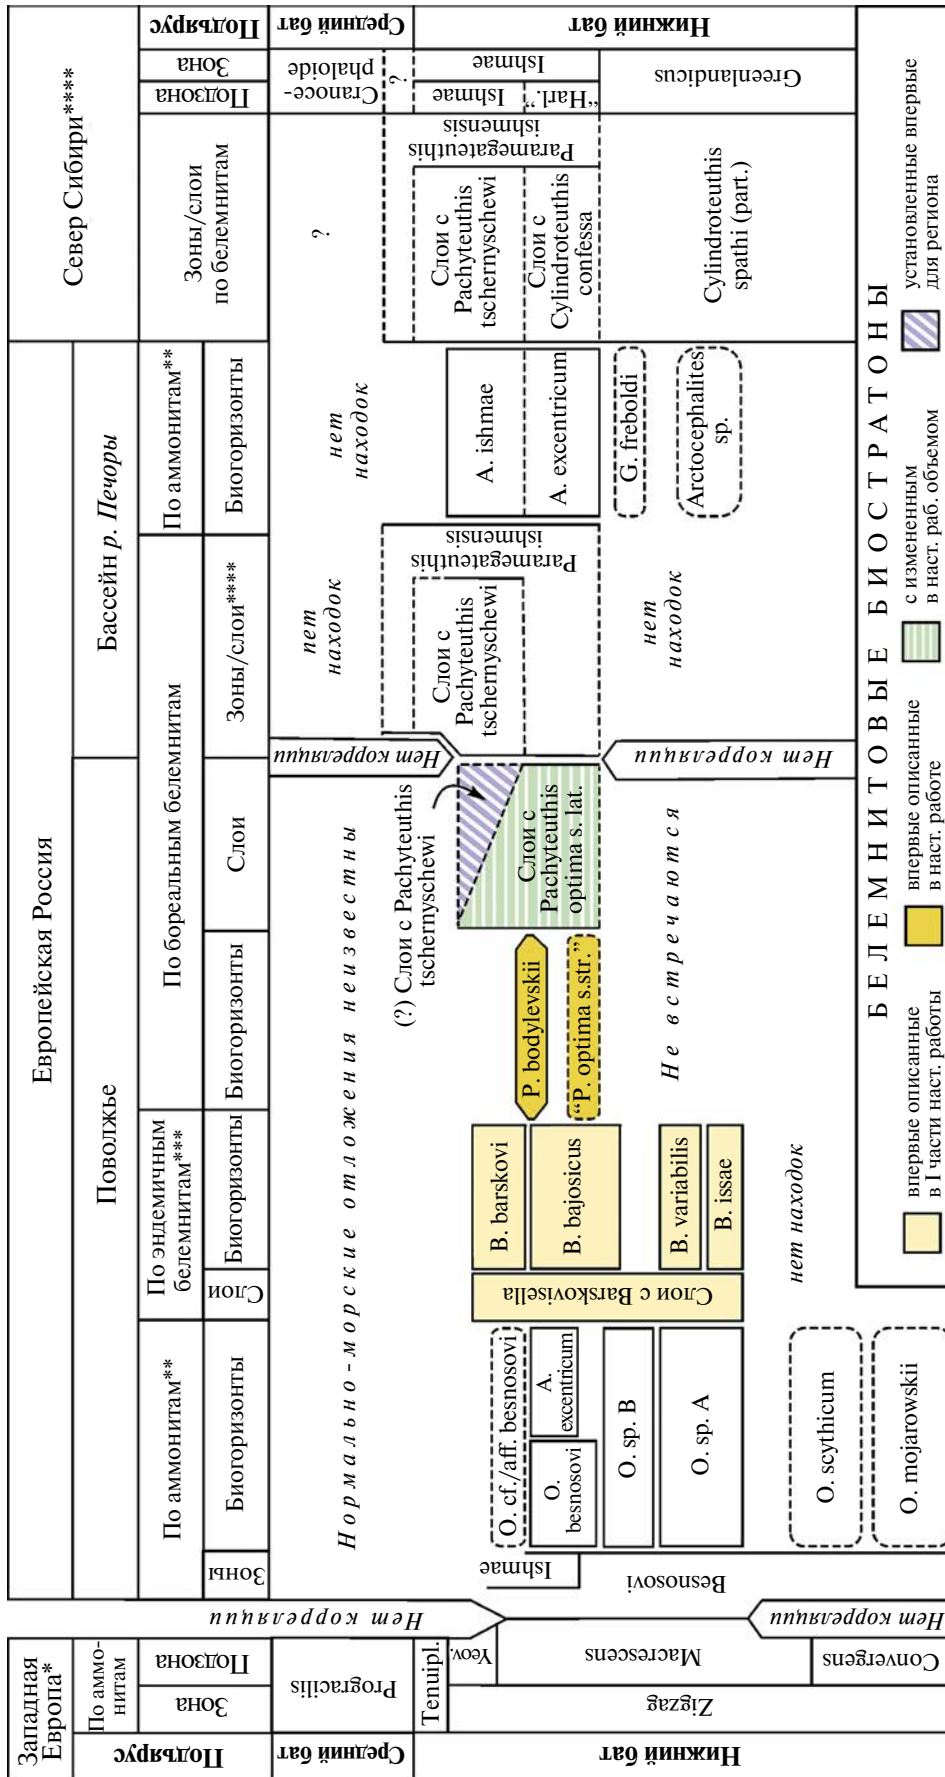 Западная
Европа*
По аммо-
нитам
Подъярус
Зона
Подзона
Средний бат
Нижний бат
Progracilis
Tenuipl.
Zigzag
Yeov.
Macrescens
Convergens
Нет корреляции
Нет корреляции
Европейская Россия
Поволжье
Бассейн р. Печоры
Север Сибири****
По аммонитам**
По эндемичным
белемнитам***
По бореальным белемнитам
По аммонитам**
Зоны
Биогоризонты
Слои
Биогоризонты
Биогоризонты
Слои
Зоны/слои****
Биогоризонты
Зоны/слои
по белемнитам
Подзона
Зона
Подъярус
Нормально-морские отложения неизвестны
Ishmae
Besnosovi
O. cf./aff. besnosovi
O.
besnosovi
A.
excentricum
O. sp. B
O. sp. A
O. scythicum
O. mojarowskii
Слои с Barskovisella
B. barskovi
B. bajosicus
B. variabilis
B. issae
нет находок
P. bodylevskii
“P. optima s.str.”
Не встречаются
(?) Слои с Pachyteuthis
tschernyschewi
Слои с
Pachyteuthis
optima s. lat.
Нет корреляции
Нет корреляции
пет
находок
Слои с
Pachyteuthis
tschernyschewi
Paramegateuthis
ishmensis
нет
находок
нет
находок
A. ishmae
A. excentricum
G. freboldi
Arctocephalites
sp.
?
Слои с
Pachyteuthis
tschernyschewi
Слои с
Cylindroteuthis
confessa
Paramegateuthis
ishmensis
Cylindroteuthis
spathi (part.)
Cranoce-
phaloide
?
Ishmae
“Harl.”
Ishmae
Greenlandicus
Средний бат
Нижний бат
БЕЛЕМНИТОВЫЕ БИОСТРАТОНЫ
впервые описанные
в I части наст. работы
впервые описанные
в наст. работе
с измененным
в наст. раб. объемом
установленные впервые
для региона